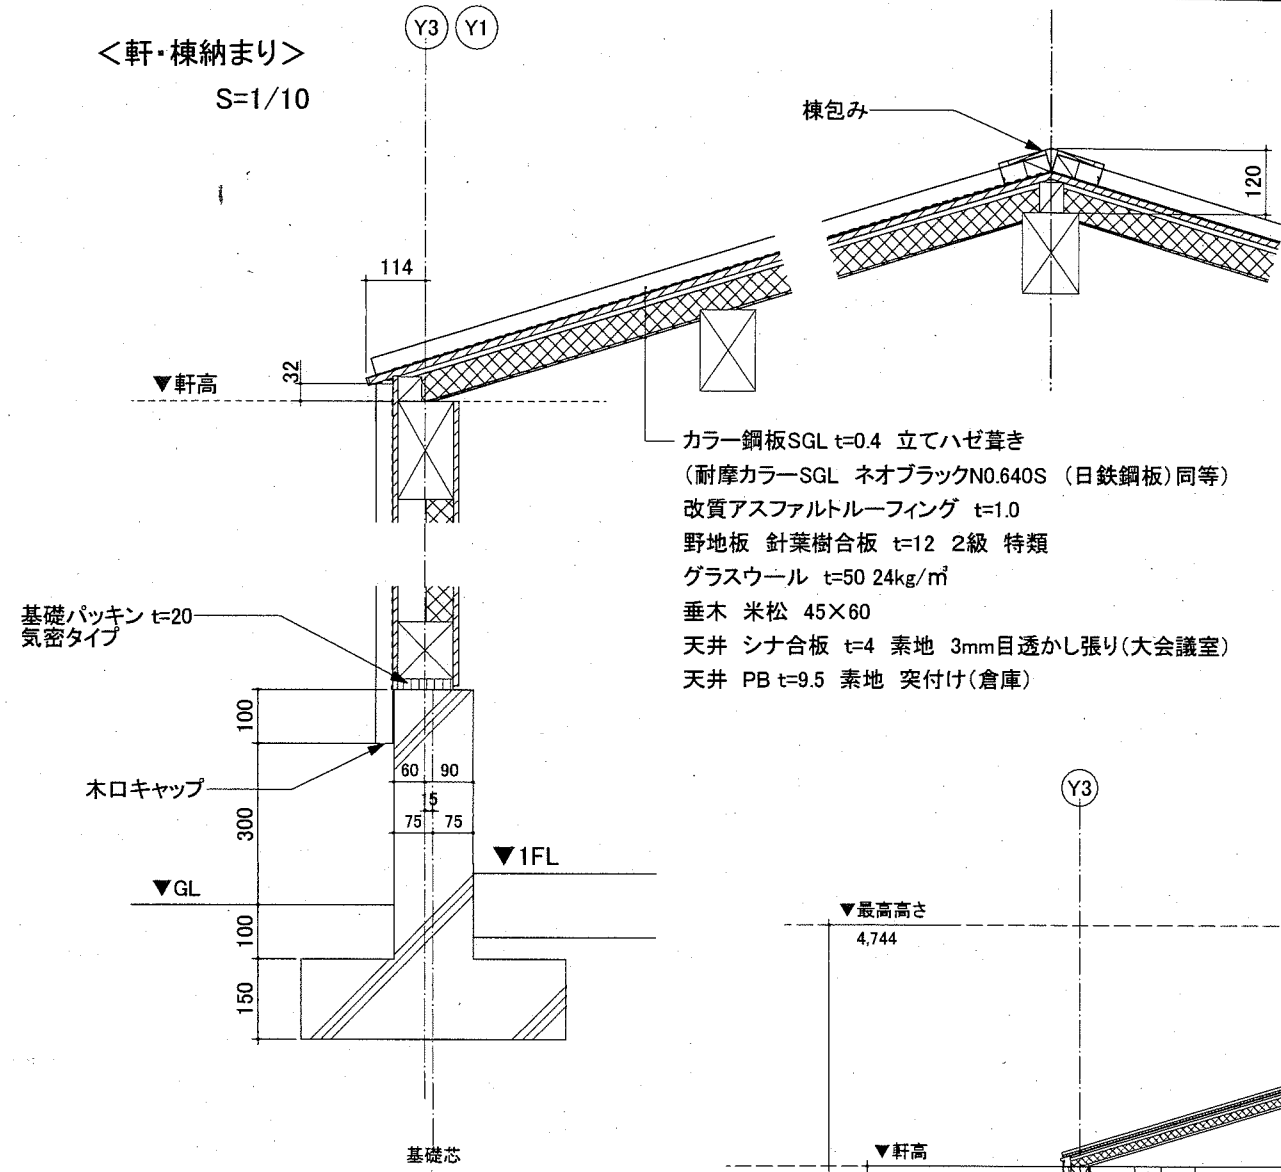 <軒・棟納まり>
S=1/10
Y3 Y1
棟包み
120
114
32
▼軒高
カラー鋼板SGL t=0.4 立てハゼ葺き
(耐摩カラーSGL ネオブラックN0.640S (日鉄鋼板)同等)
改質アスファルトルーフィング t=1.0
野地板 針葉樹合板 t=12 2級 特類
グラスウール t=50 24kg/㎥
垂木 米松 45×60
天井 シナ合板 t=4 素地 3mm目透かし張り(大会議室)
天井 PB t=9.5 素地 突付け(倉庫)
基礎パッキン t=20
気密タイプ
100
木口キャップ
60 90
15
75 75
300
▼1FL
▼GL
100
150
基礎芯
Y3
▼最高高さ
4,744
▼軒高